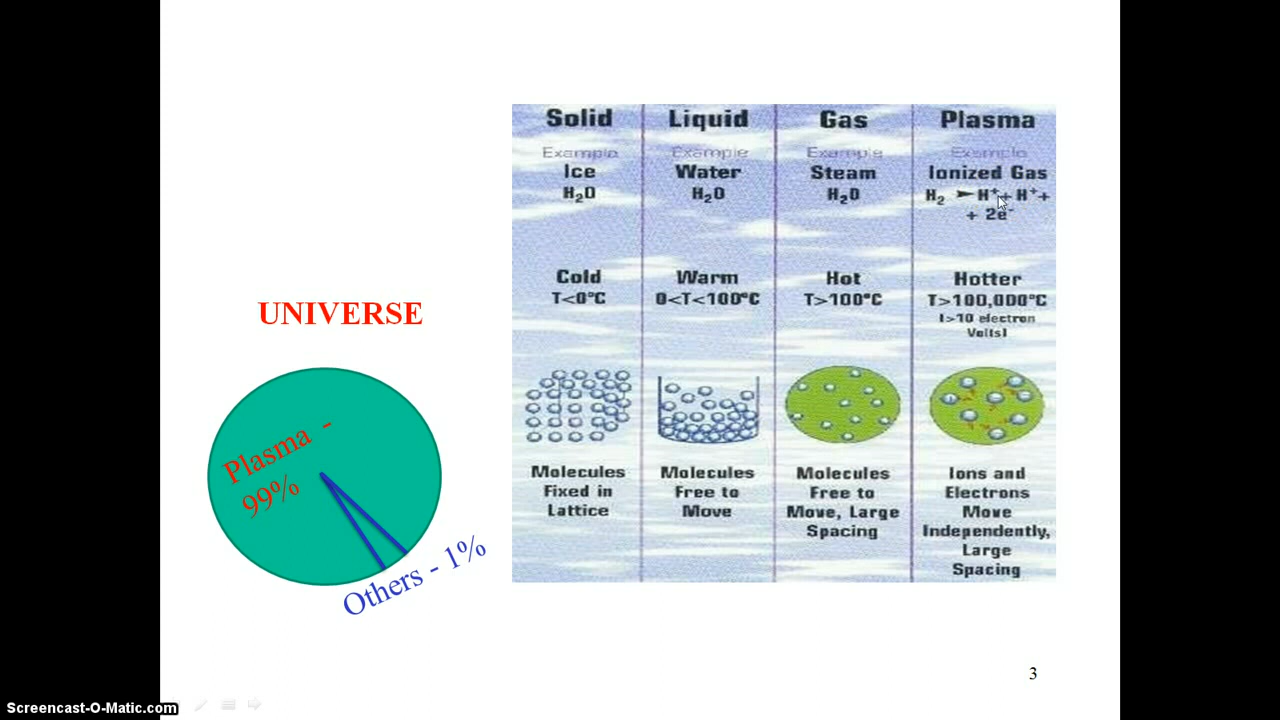 Solid
Example
Ice
H₂O
Cold
T<0°C
Molecules
Fixed in
Lattice
Liquid
Example
Water
H₂O
Warm
0<T<100°C
Molecules
Free to
Move
Gas
Example
Steam
H₂O
Hot
T>100°C
Molecules
Free to
Move, Large
Spacing
Plasma
Example
Ionized Gas
H₂ ➤ H⁺+ H⁺+
+ 2e⁻
Hotter
T>100,000°C
(>10 electron
Volts)
Ions and
Electrons
Move
Independently,
Large
Spacing
UNIVERSE
Plasma -
99%
Others - 1%
3
Screencast-O-Matic.com